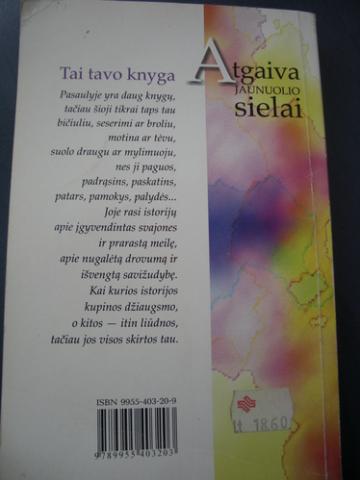 Tai tavo knyga
Pasaulyje yra daug knygų,
tačiau šioji tikrai taps tau
bičiuliu, seserimi ar broliu,
motina ar tėvu,
suolo draugu ar mylimuoju,
nes ji paguos,
padrąsins, paskatins,
patars, pamokys, palydės...
Joje rasi istorijų
apie įgyvendintas svajones
ir prarastą meilę,
apie nugalėtą drovumą ir
išvengtą savižudybę.
Kai kurios istorijos
kupinos džiaugsmo,
o kitos — itin liūdnos,
tačiau jos visos skirtos tau.
Atgaiva
JAUNUOLIO
sielai
ISBN 9955-403-20-9
9789955403203
Lt 18.60